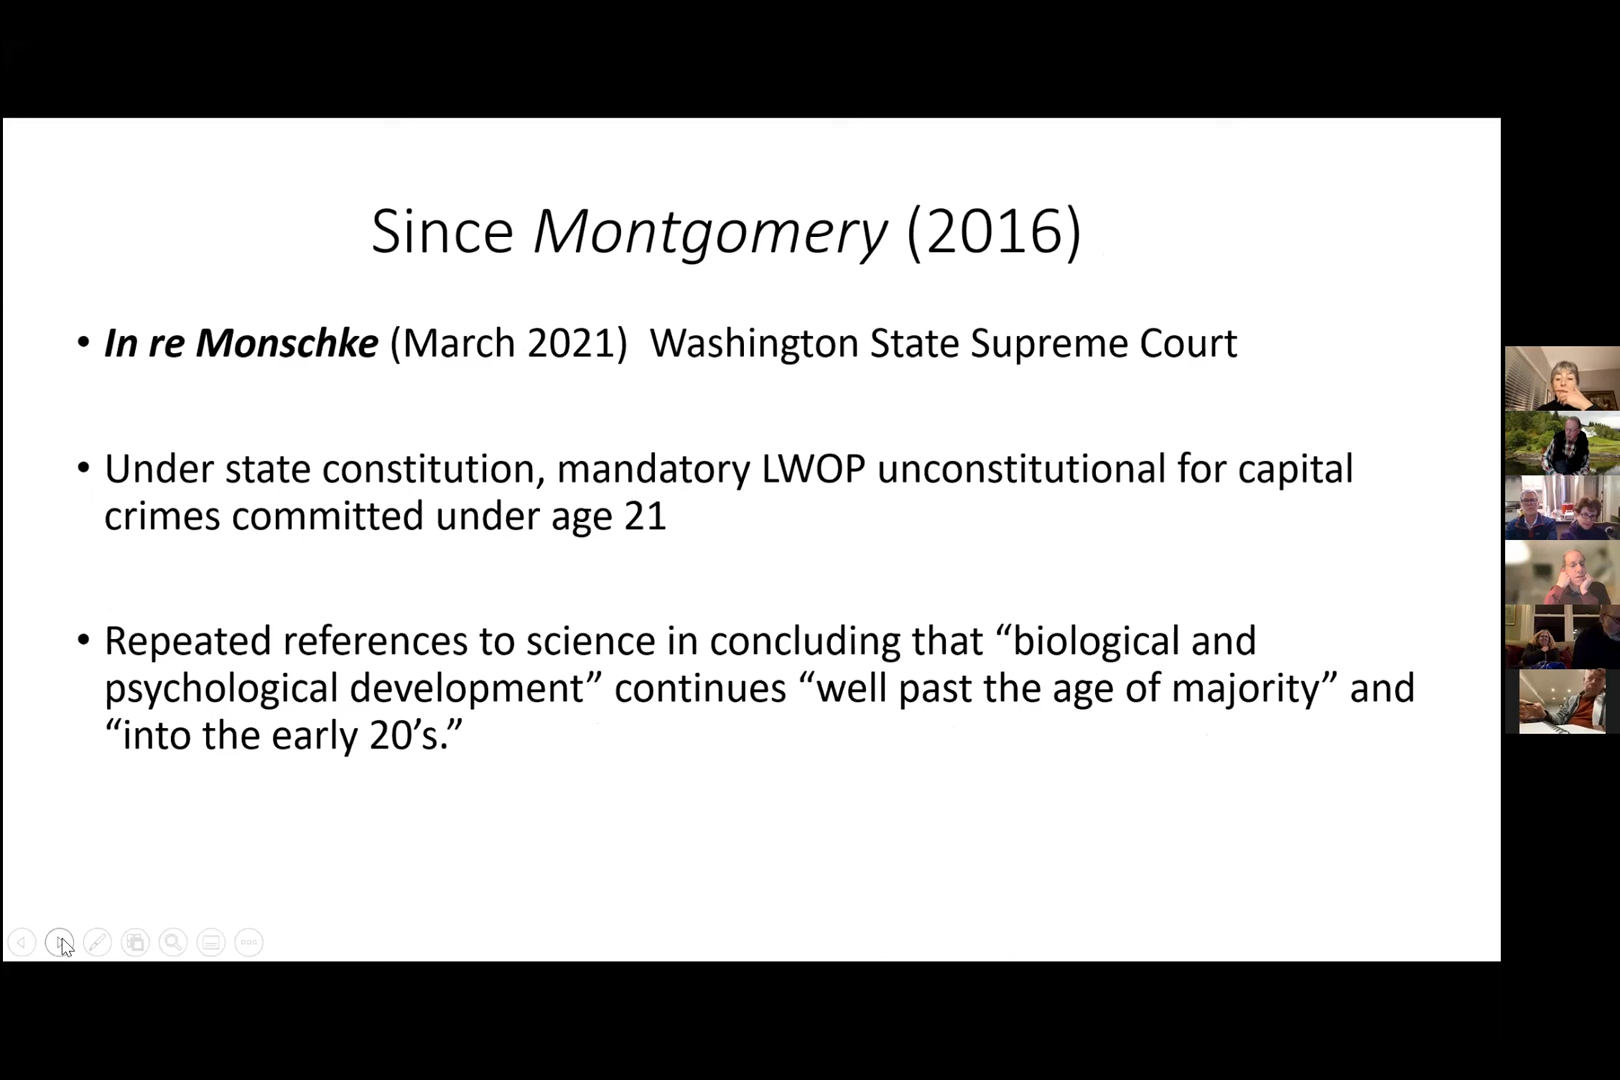 Since Montgomery (2016)
• In re Monschke (March 2021)  Washington State Supreme Court
• Under state constitution, mandatory LWOP unconstitutional for capital
crimes committed under age 21
• Repeated references to science in concluding that “biological and
psychological development” continues “well past the age of majority” and
“into the early 20’s.”